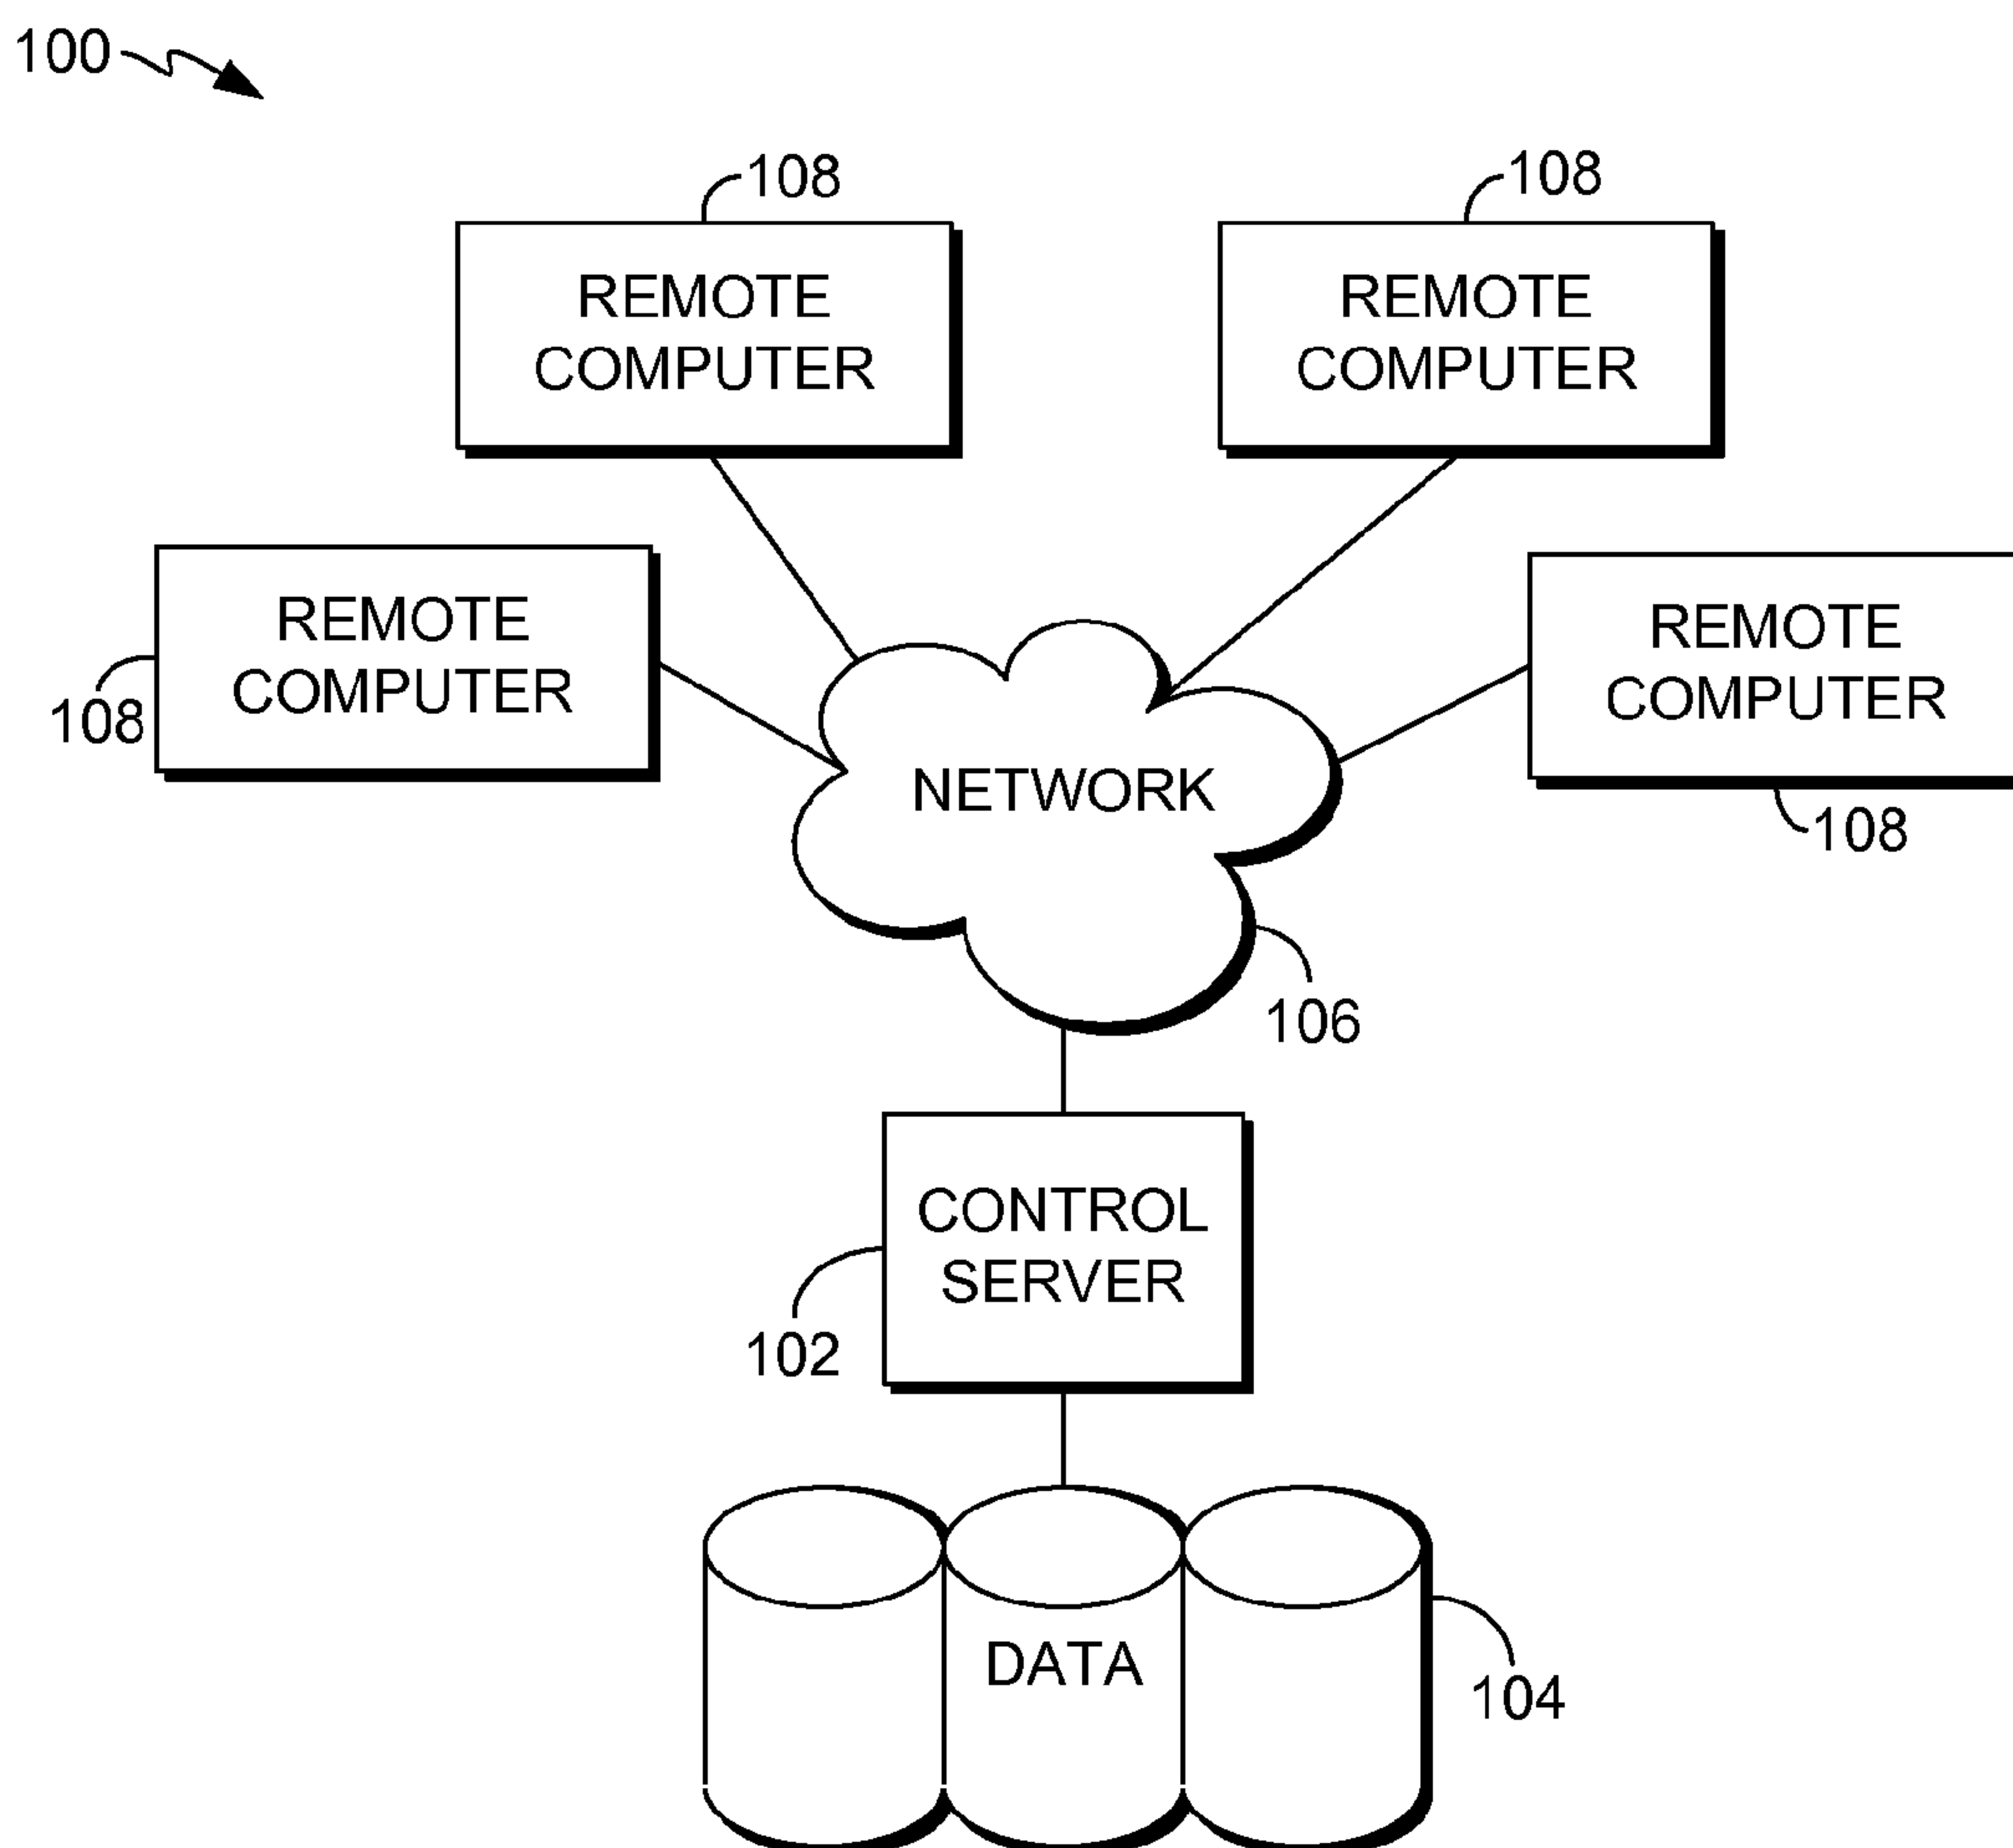 100
108
108
REMOTE
COMPUTER
REMOTE
COMPUTER
REMOTE
COMPUTER
108
REMOTE
COMPUTER
108
NETWORK
106
CONTROL
SERVER
102
DATA
104